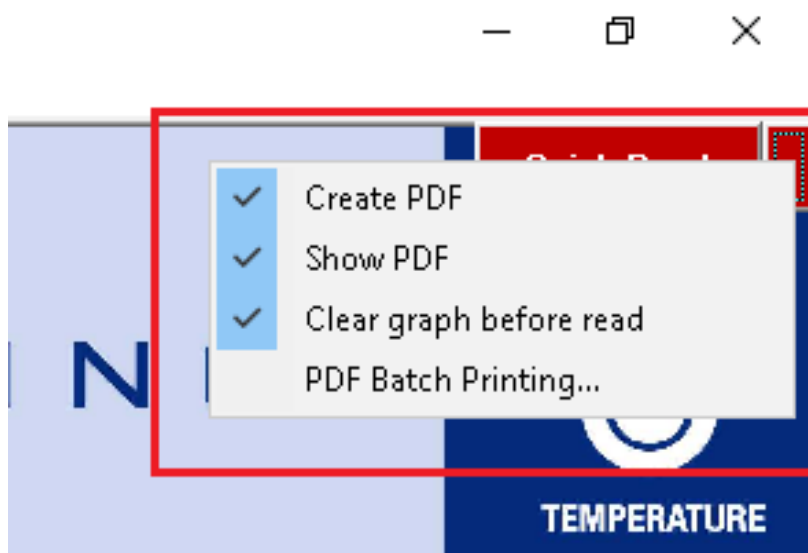 Create PDF
Show PDF
Clear graph before read
PDF Batch Printing...
N
TEMPERATURE